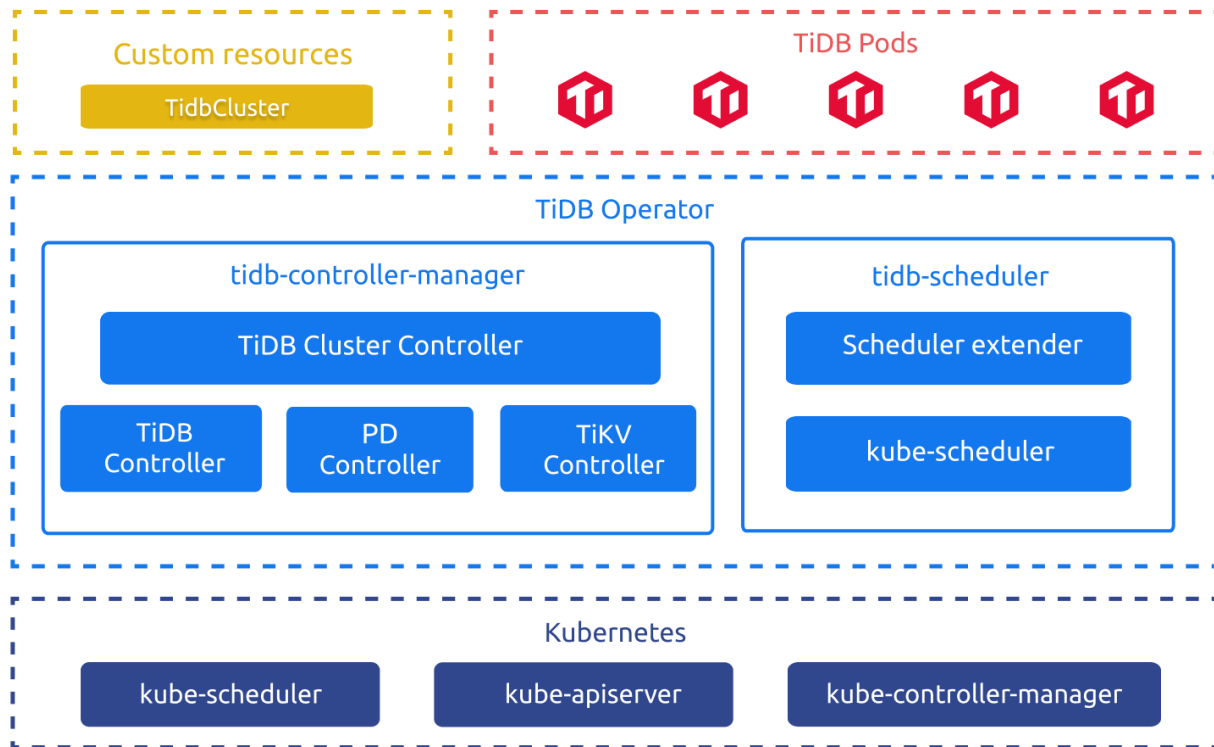 Custom resources
TidbCluster
TiDB Pods
TiDB Operator
tidb-controller-manager
TiDB Cluster Controller
TiDB
Controller
PD
Controller
TiKV
Controller
tidb-scheduler
Scheduler extender
kube-scheduler
Kubernetes
kube-scheduler
kube-apiserver
kube-controller-manager